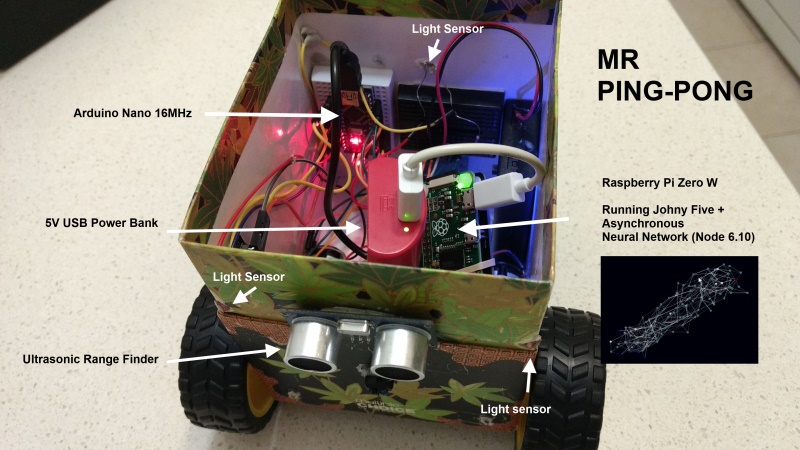 Light Sensor
MR
PING-PONG
Arduino Nano 16MHz
Raspberry Pi Zero W
5V USB Power Bank
Running Johny Five +
Asynchronous
Neural Network (Node 6.10)
Light Sensor
Ultrasonic Range Finder
Light sensor
CHOICE